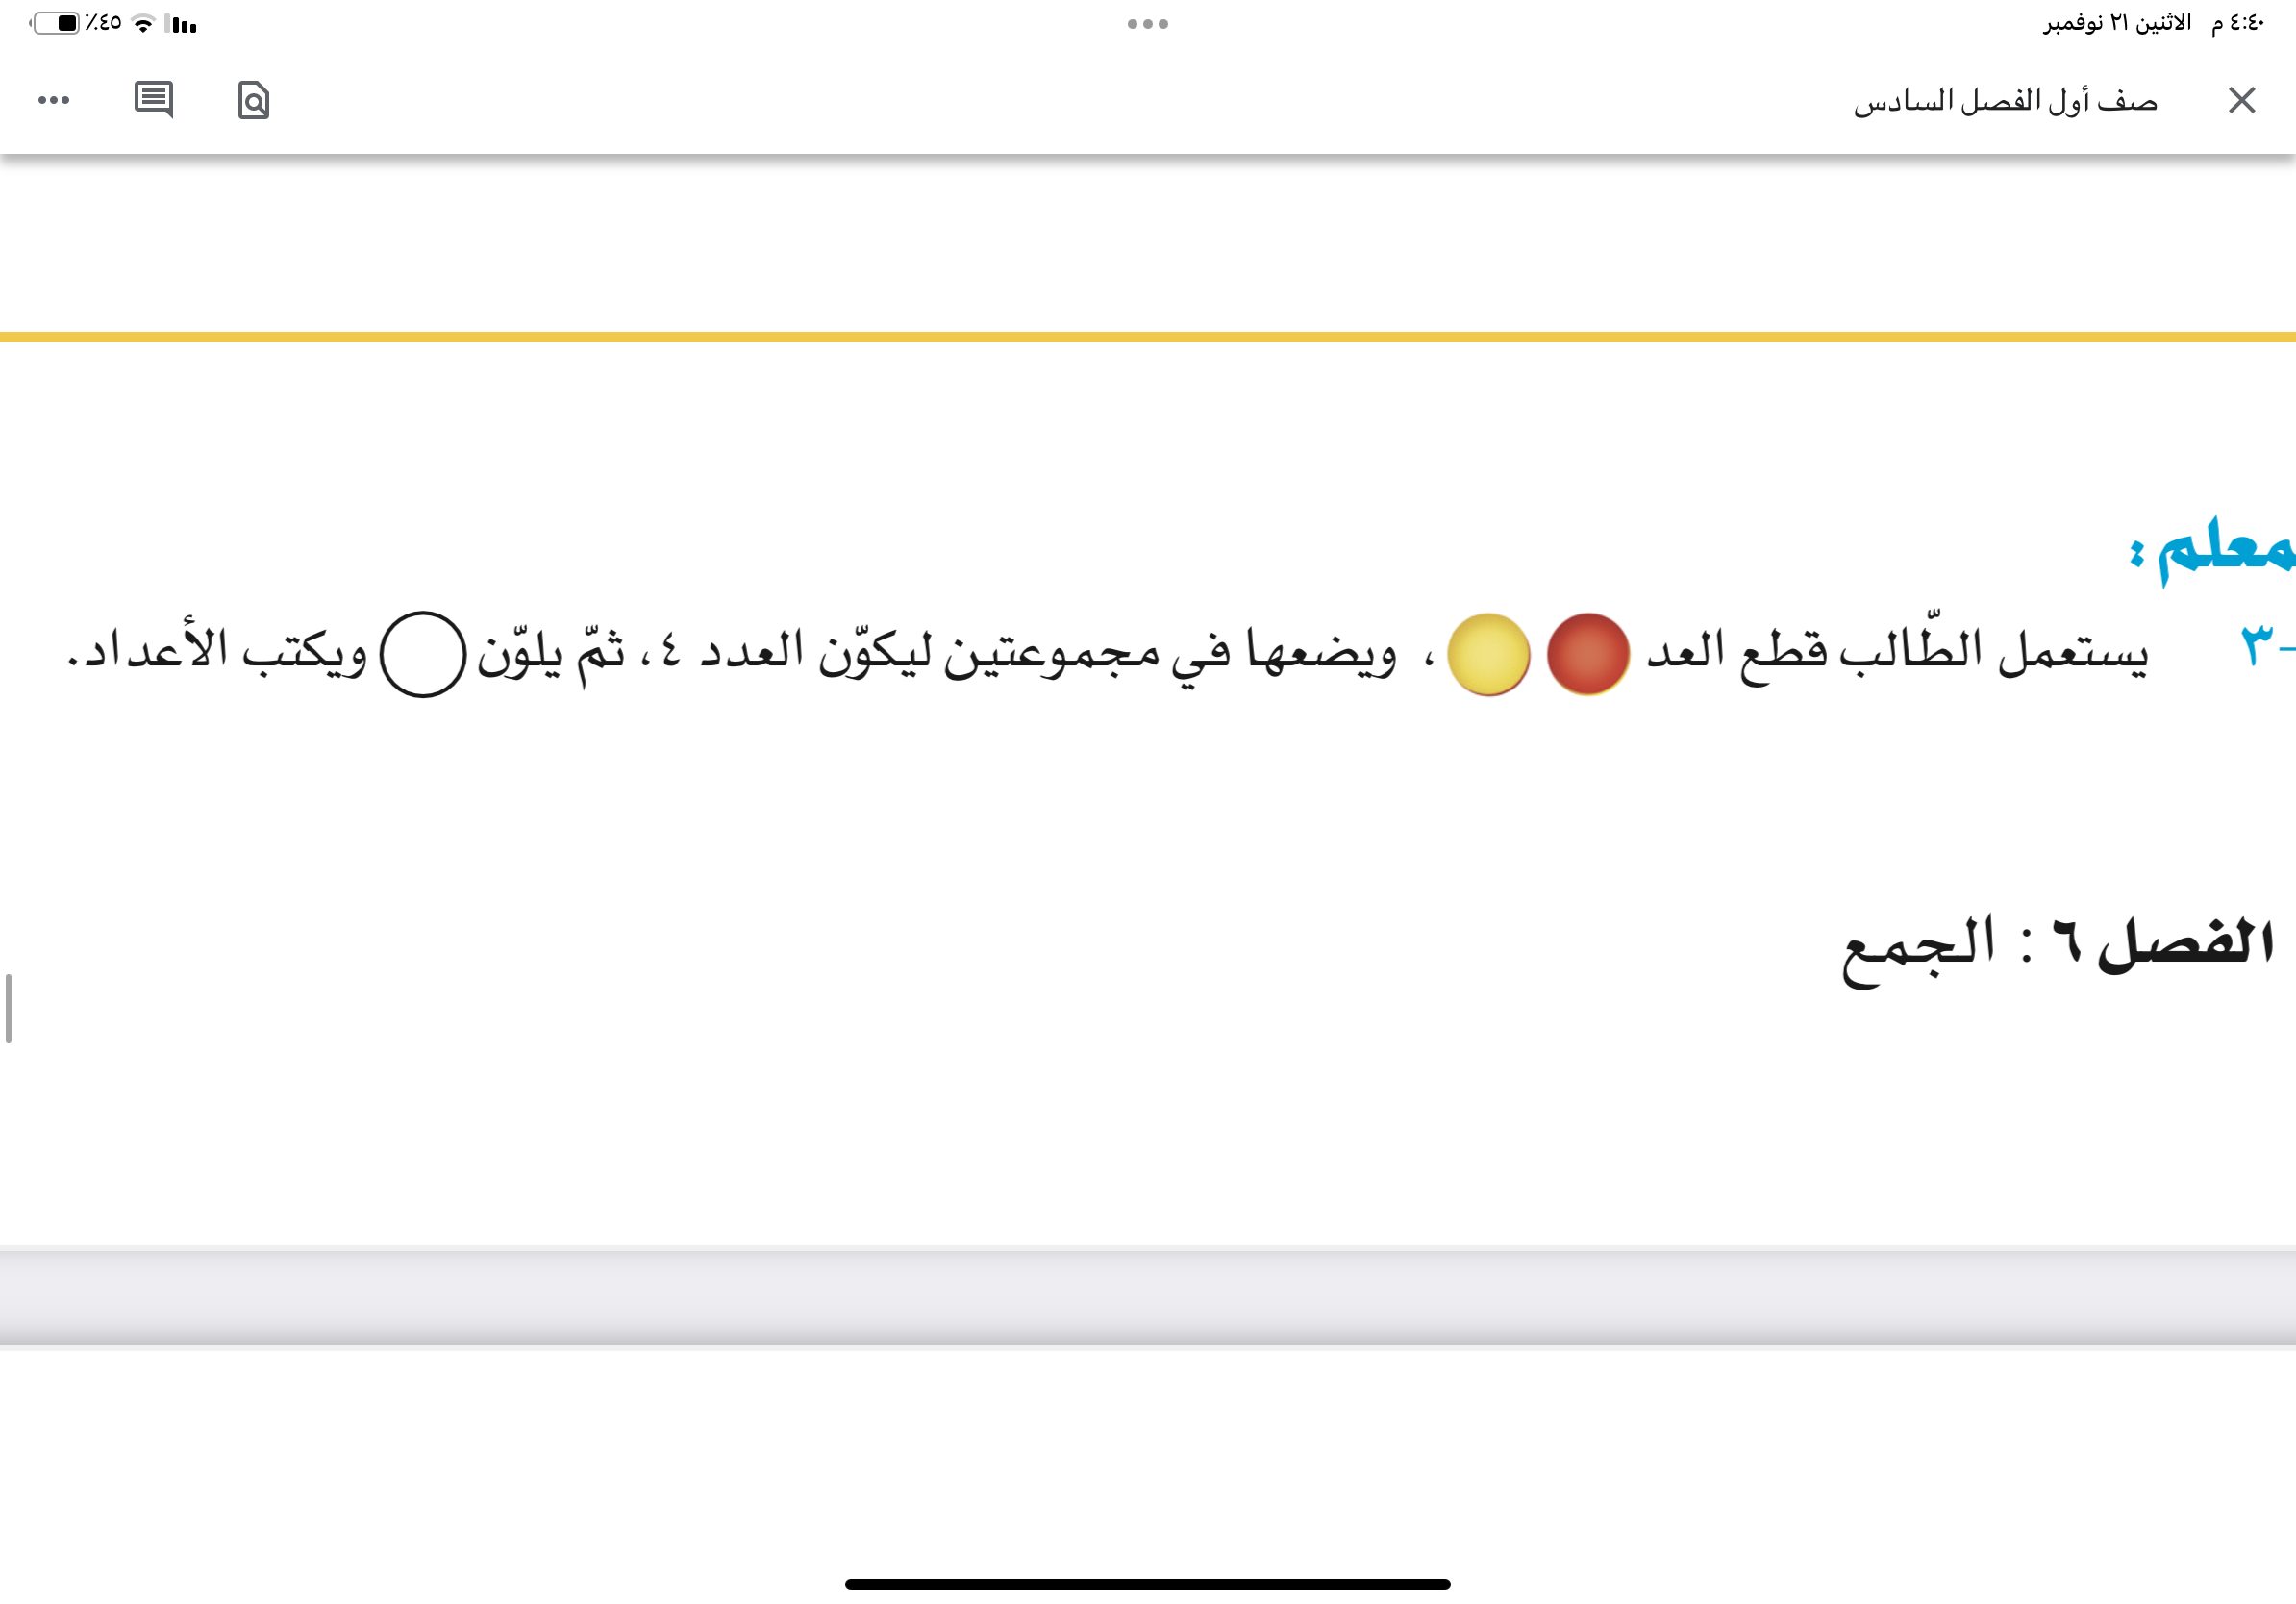 ٤:٤٠ م الاثنين ٢١ نوفمبر ٤٥٪
صف أول الفصل السادس
معلم :
-٣ يستعمل الطّالب قطع العد ، ويضعها في مجموعتين ليكوّن العدد ٤، ثمّ يلوّن ويكتب الأعداد.
الفصل ٦ : الجمع